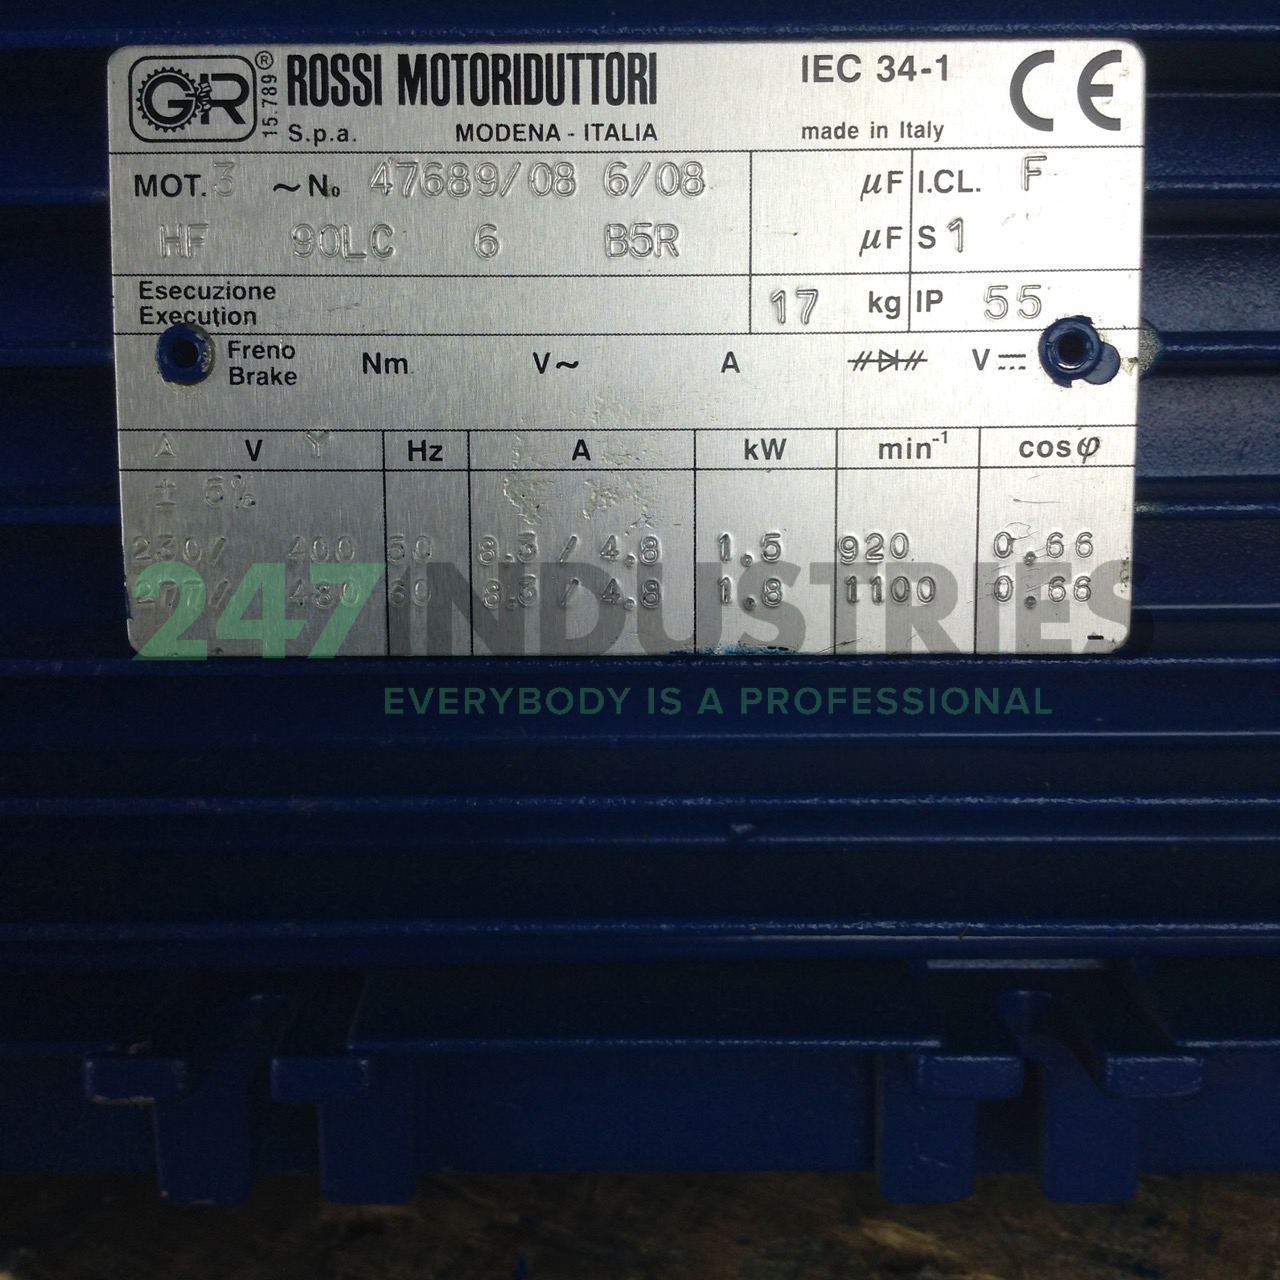 GR ® 15.789 ROSSI MOTORIDUTTORI IEC 34-1 CE
S.p.a. MODENA - ITALIA made in Italy
MOT. 3 ~ No 47689/08 6/08 µF I.CL. F
HF 90LC 6 B5R µF S 1
Esecuzione
Execution 17 kg IP 55
Freno
Brake Nm V~ A V
Δ V Y Hz A kW min⁻¹ cosφ
± 5%
230/ 400 50 8.3 / 4.8 1.5 920 0.66
277/ 480 60 8.3 / 4.8 1.8 1100 0.66
247INDUSTRIES
EVERYBODY IS A PROFESSIONAL